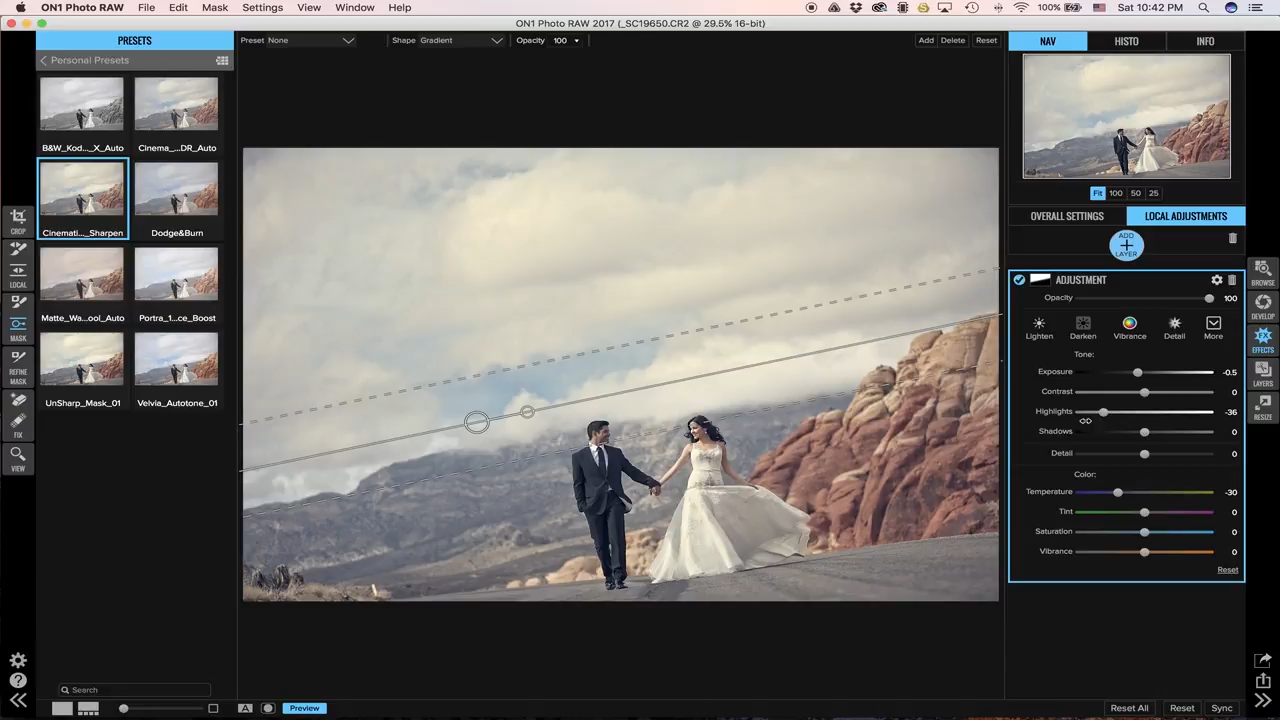 ON1 Photo RAW File Edit Mask Settings View Window Help 100% Sat 10:42 PM
ON1 Photo RAW 2017 (_SC19650.CR2 @ 29.5% 16-bit)
PRESETS
Preset None Shape Gradient Opacity 100 Add Delete Reset
NAV HISTO INFO
Personal Presets
B&W_Kod..._X_Auto Cinema_...DR_Auto
Cinemati..._Sharpen Dodge&Burn
Matte_Wa...ool_Auto Portra_1...ce_Boost
UnSharp_Mask_01 Velvia_Autotone_01
CROP
LOCAL
MASK
REFINE
MASK
FIX
VIEW
Fit 100 50 25
OVERALL SETTINGS LOCAL ADJUSTMENTS
ADD
LAYER
ADJUSTMENT
Opacity 100
Lighten Darken Vibrance Detail More
Tone:
Exposure -0.5
Contrast 0
Highlights -36
Shadows 0
Detail 0
Color:
Temperature -30
Tint 0
Saturation 0
Vibrance 0
Reset
BROWSE
DEVELOP
EFFECTS
LAYERS
RESIZE
Search
A Preview
Reset All Reset Sync